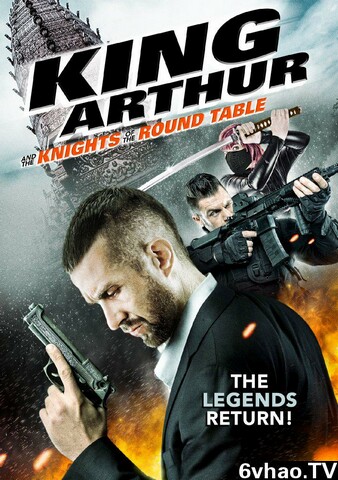 KING
ARTHUR
AND THE KNIGHTS OF THE ROUND TABLE
THE
LEGENDS
RETURN!
6vhao.TV